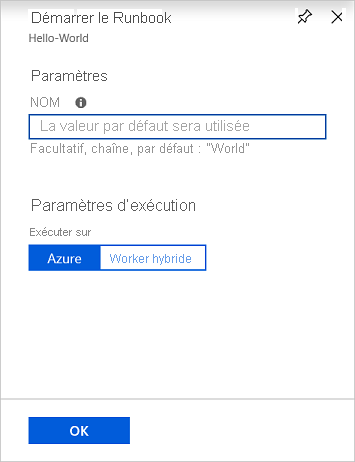 Démarrer le Runbook
Hello-World
Paramètres
NOM
La valeur par défaut sera utilisée
Facultatif, chaîne, par défaut : "World"
Paramètres d'exécution
Exécuter sur
Azure
Worker hybride
OK